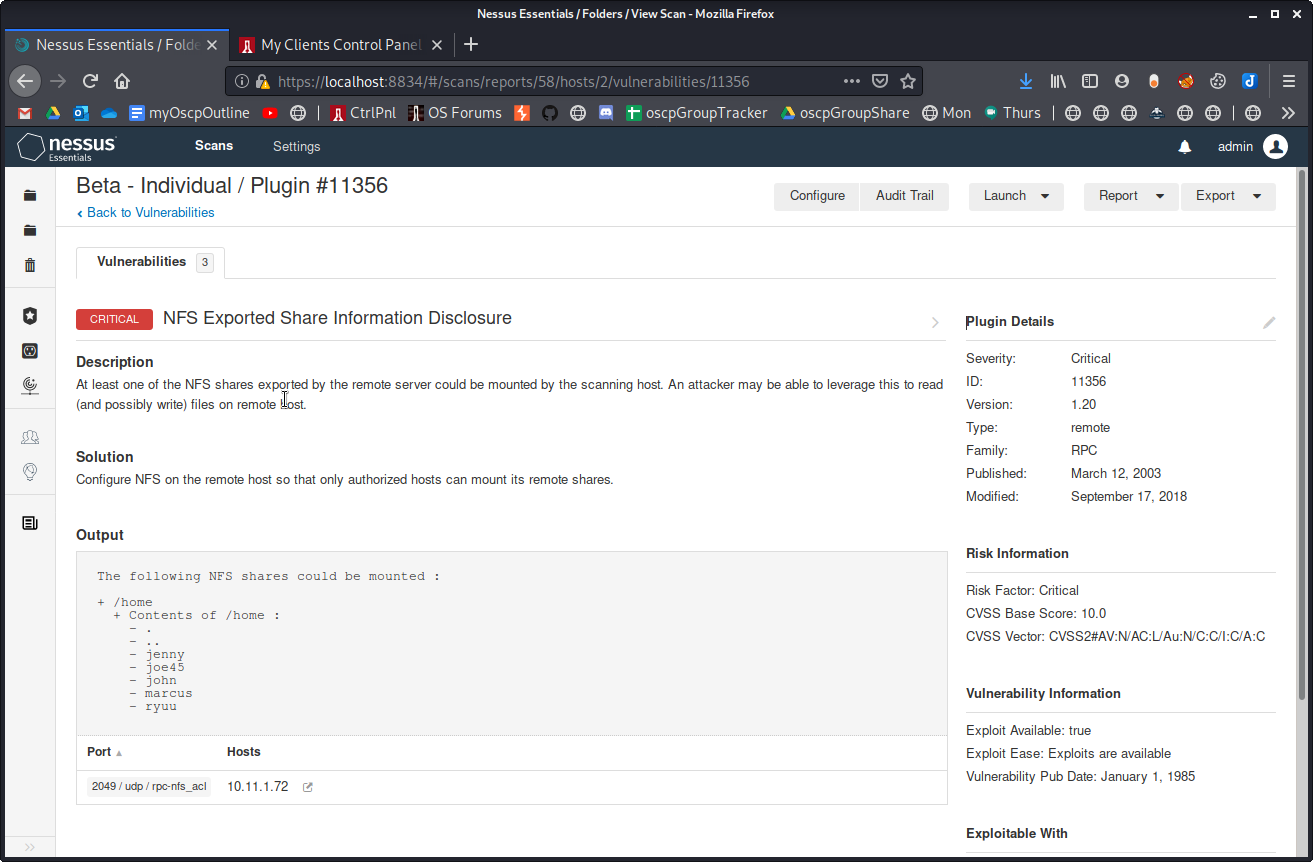 Nessus Essentials / Folders / View Scan - Mozilla Firefox
Nessus Essentials / Folde
My Clients Control Panel
https://localhost:8834/#/scans/reports/58/hosts/2/vulnerabilities/11356
myOscpOutline
CtrlPnl
OS Forums
oscpGroupTracker
oscpGroupShare
Mon
Thurs
nessus
Essentials
Scans
Settings
admin
Beta - Individual / Plugin #11356
Back to Vulnerabilities
Configure
Audit Trail
Launch
Report
Export
Vulnerabilities 3
CRITICAL NFS Exported Share Information Disclosure
Description
At least one of the NFS shares exported by the remote server could be mounted by the scanning host. An attacker may be able to leverage this to read
(and possibly write) files on remote host.
Solution
Configure NFS on the remote host so that only authorized hosts can mount its remote shares.
Output
The following NFS shares could be mounted :
+ /home
+ Contents of /home :
- .
- ..
- jenny
- joe45
- john
- marcus
- ryuu
Port Hosts
2049 / udp / rpc-nfs_acl 10.11.1.72
Plugin Details
Severity: Critical
ID: 11356
Version: 1.20
Type: remote
Family: RPC
Published: March 12, 2003
Modified: September 17, 2018
Risk Information
Risk Factor: Critical
CVSS Base Score: 10.0
CVSS Vector: CVSS2#AV:N/AC:L/Au:N/C:C/I:C/A:C
Vulnerability Information
Exploit Available: true
Exploit Ease: Exploits are available
Vulnerability Pub Date: January 1, 1985
Exploitable With